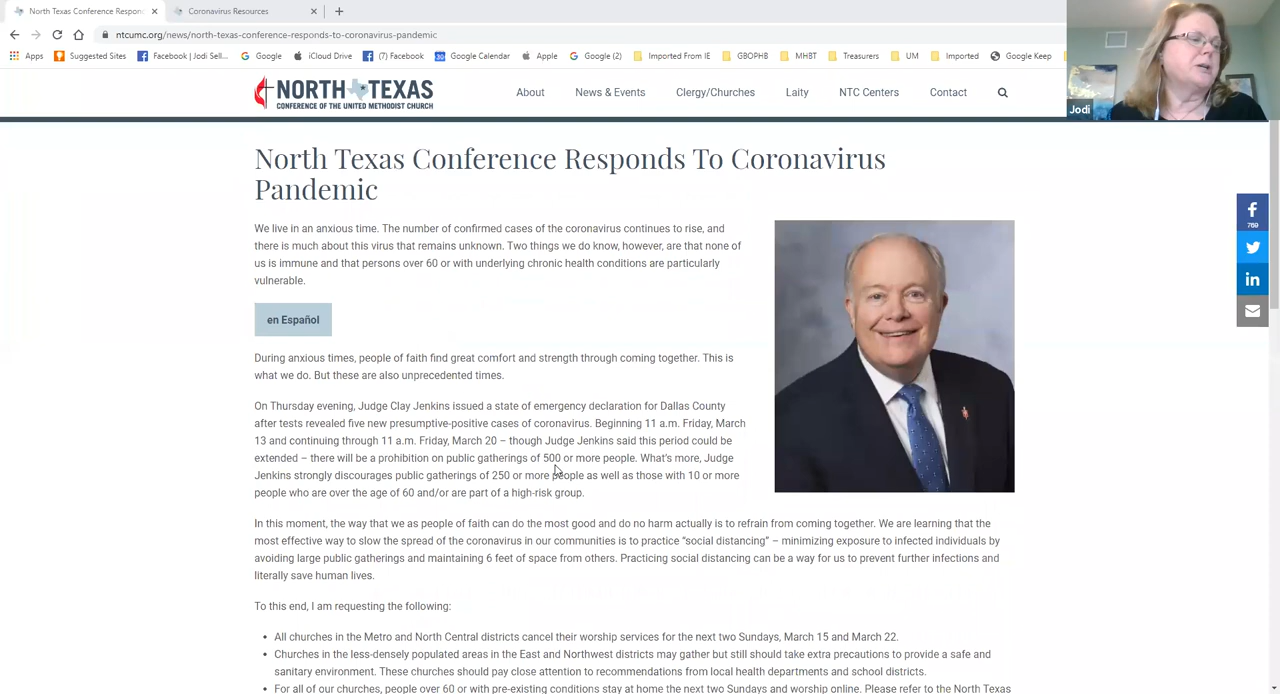 North Texas Conference Respon
Coronavirus Resources
ntcumc.org/news/north-texas-conference-responds-to-coronavirus-pandemic
Apps
Suggested Sites
Facebook | Jodi Sell...
Google
iCloud Drive
(7) Facebook
Google Calendar
Apple
Google (2)
Imported From IE
GBOPHB
MHBT
Treasurers
UM
Imported
Google Keep
Jodi
NORTH TEXAS
CONFERENCE OF THE UNITED METHODIST CHURCH
About
News & Events
Clergy/Churches
Laity
NTC Centers
Contact
North Texas Conference Responds To Coronavirus
Pandemic
We live in an anxious time. The number of confirmed cases of the coronavirus continues to rise, and
there is much about this virus that remains unknown. Two things we do know, however, are that none of
us is immune and that persons over 60 or with underlying chronic health conditions are particularly
vulnerable.
en Español
During anxious times, people of faith find great comfort and strength through coming together. This is
what we do. But these are also unprecedented times.
On Thursday evening, Judge Clay Jenkins issued a state of emergency declaration for Dallas County
after tests revealed five new presumptive-positive cases of coronavirus. Beginning 11 a.m. Friday, March
13 and continuing through 11 a.m. Friday, March 20 – though Judge Jenkins said this period could be
extended – there will be a prohibition on public gatherings of 500 or more people. What's more, Judge
Jenkins strongly discourages public gatherings of 250 or more people as well as those with 10 or more
people who are over the age of 60 and/or are part of a high-risk group.
In this moment, the way that we as people of faith can do the most good and do no harm actually is to refrain from coming together. We are learning that the
most effective way to slow the spread of the coronavirus in our communities is to practice “social distancing” – minimizing exposure to infected individuals by
avoiding large public gatherings and maintaining 6 feet of space from others. Practicing social distancing can be a way for us to prevent further infections and
literally save human lives.
To this end, I am requesting the following:
• All churches in the Metro and North Central districts cancel their worship services for the next two Sundays, March 15 and March 22.
• Churches in the less-densely populated areas in the East and Northwest districts may gather but still should take extra precautions to provide a safe and
sanitary environment. These churches should pay close attention to recommendations from local health departments and school districts.
• For all of our churches, people over 60 or with pre-existing conditions stay at home the next two Sundays and worship online. Please refer to the North Texas
769